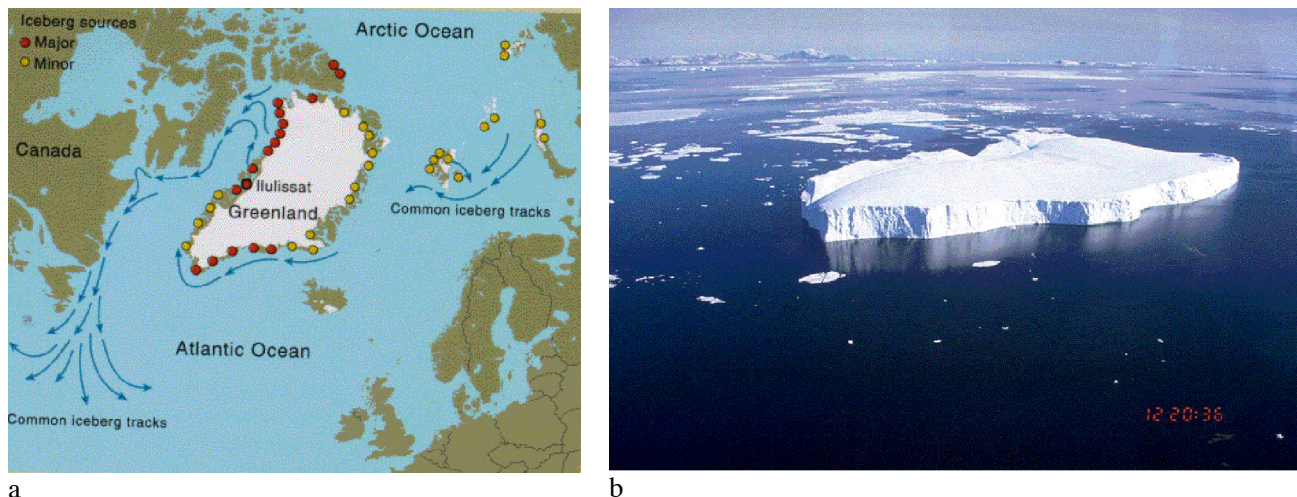 Iceberg sources
Major
Minor
Arctic Ocean
Canada
Ilulissat
Greenland
Common iceberg tracks
Atlantic Ocean
Common iceberg tracks
12 20:36
a
b